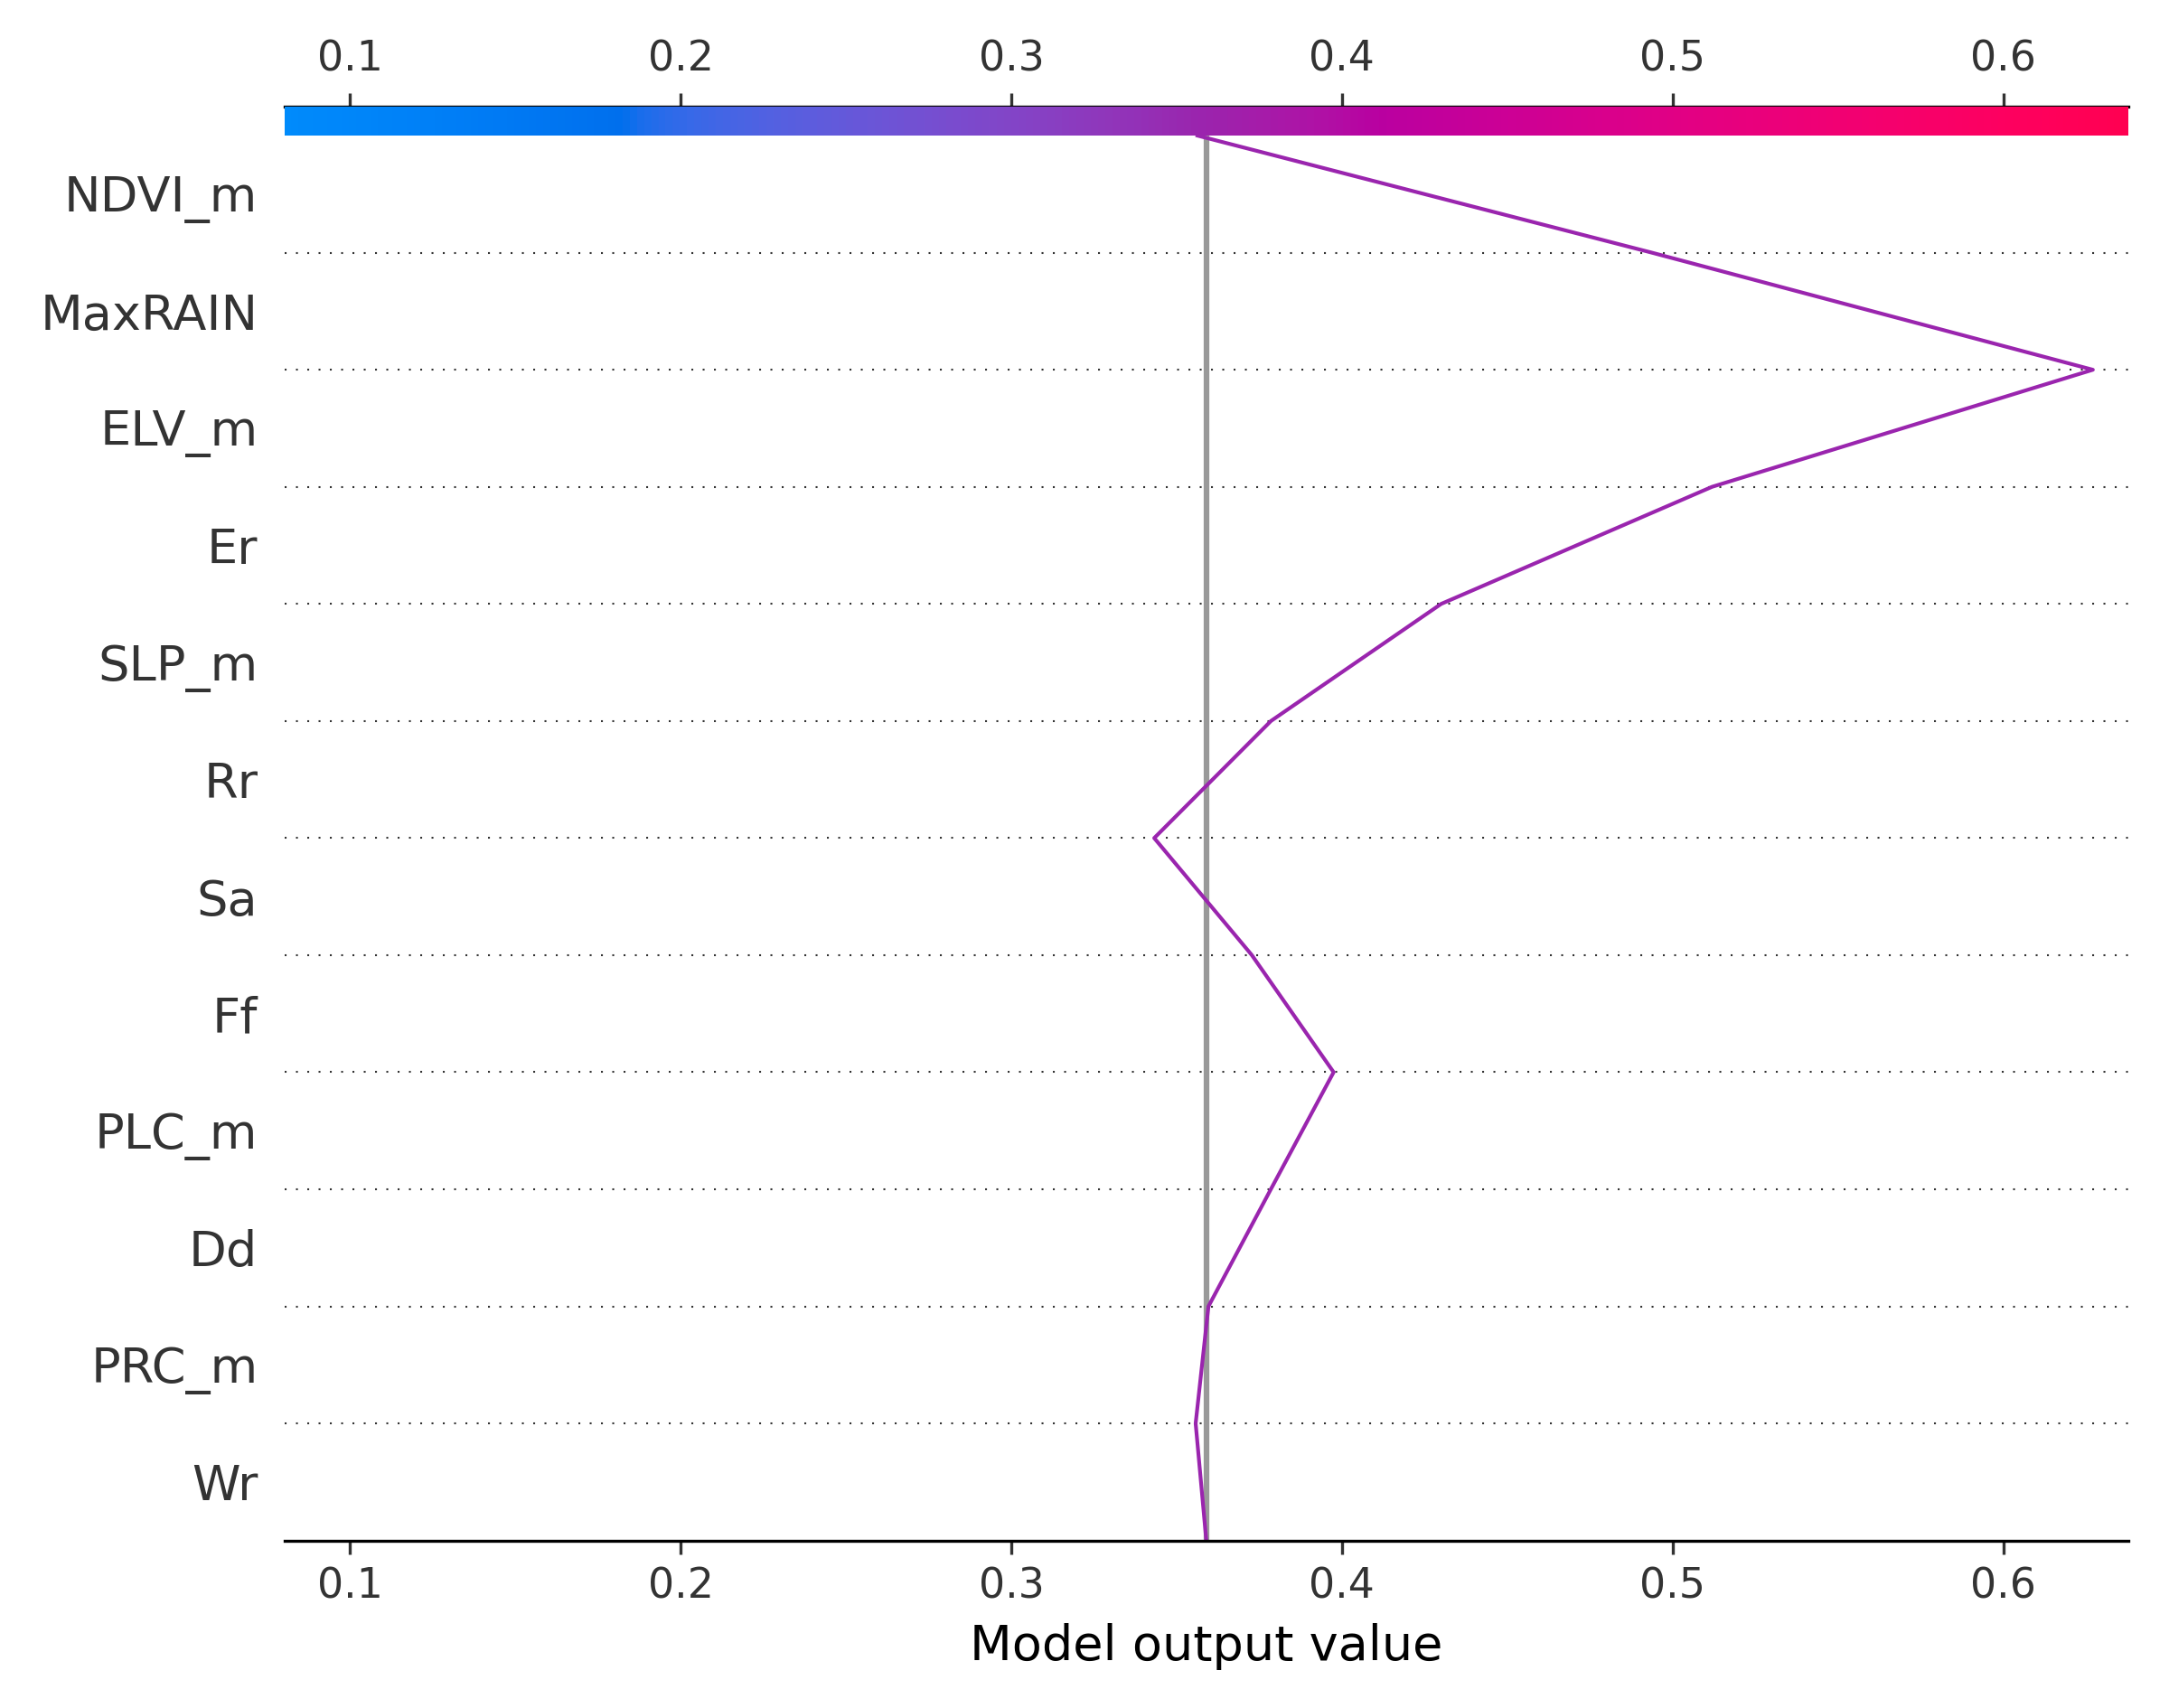 0.1 0.2 0.3 0.4 0.5 0.6
NDVI_m
MaxRAIN
ELV_m
Er
SLP_m
Rr
Sa
Ff
PLC_m
Dd
PRC_m
Wr
0.1 0.2 0.3 0.4 0.5 0.6
Model output value